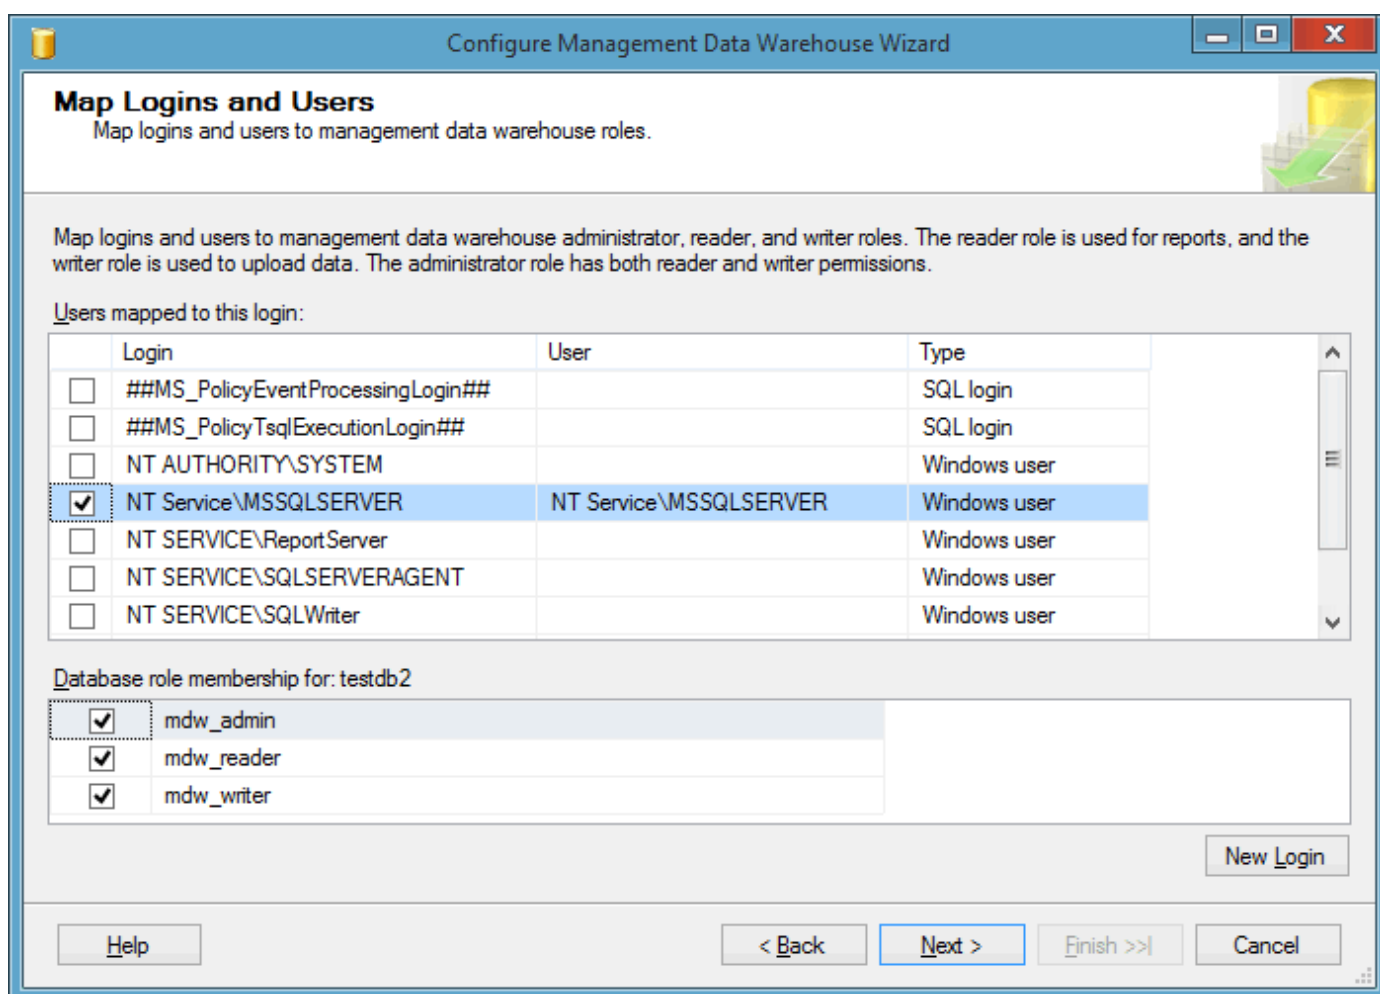 Configure Management Data Warehouse Wizard
Map Logins and Users
Map logins and users to management data warehouse roles.
Map logins and users to management data warehouse administrator, reader, and writer roles. The reader role is used for reports, and the
writer role is used to upload data. The administrator role has both reader and writer permissions.
Users mapped to this login:
Login User Type
##MS_PolicyEventProcessingLogin## SQL login
##MS_PolicyTsqlExecutionLogin## SQL login
NT AUTHORITY\SYSTEM Windows user
NT Service\MSSQLSERVER NT Service\MSSQLSERVER Windows user
NT SERVICE\ReportServer Windows user
NT SERVICE\SQLSERVERAGENT Windows user
NT SERVICE\SQLWriter Windows user
Database role membership for: testdb2
mdw_admin
mdw_reader
mdw_writer
New Login
Help < Back Next > Finish >>| Cancel